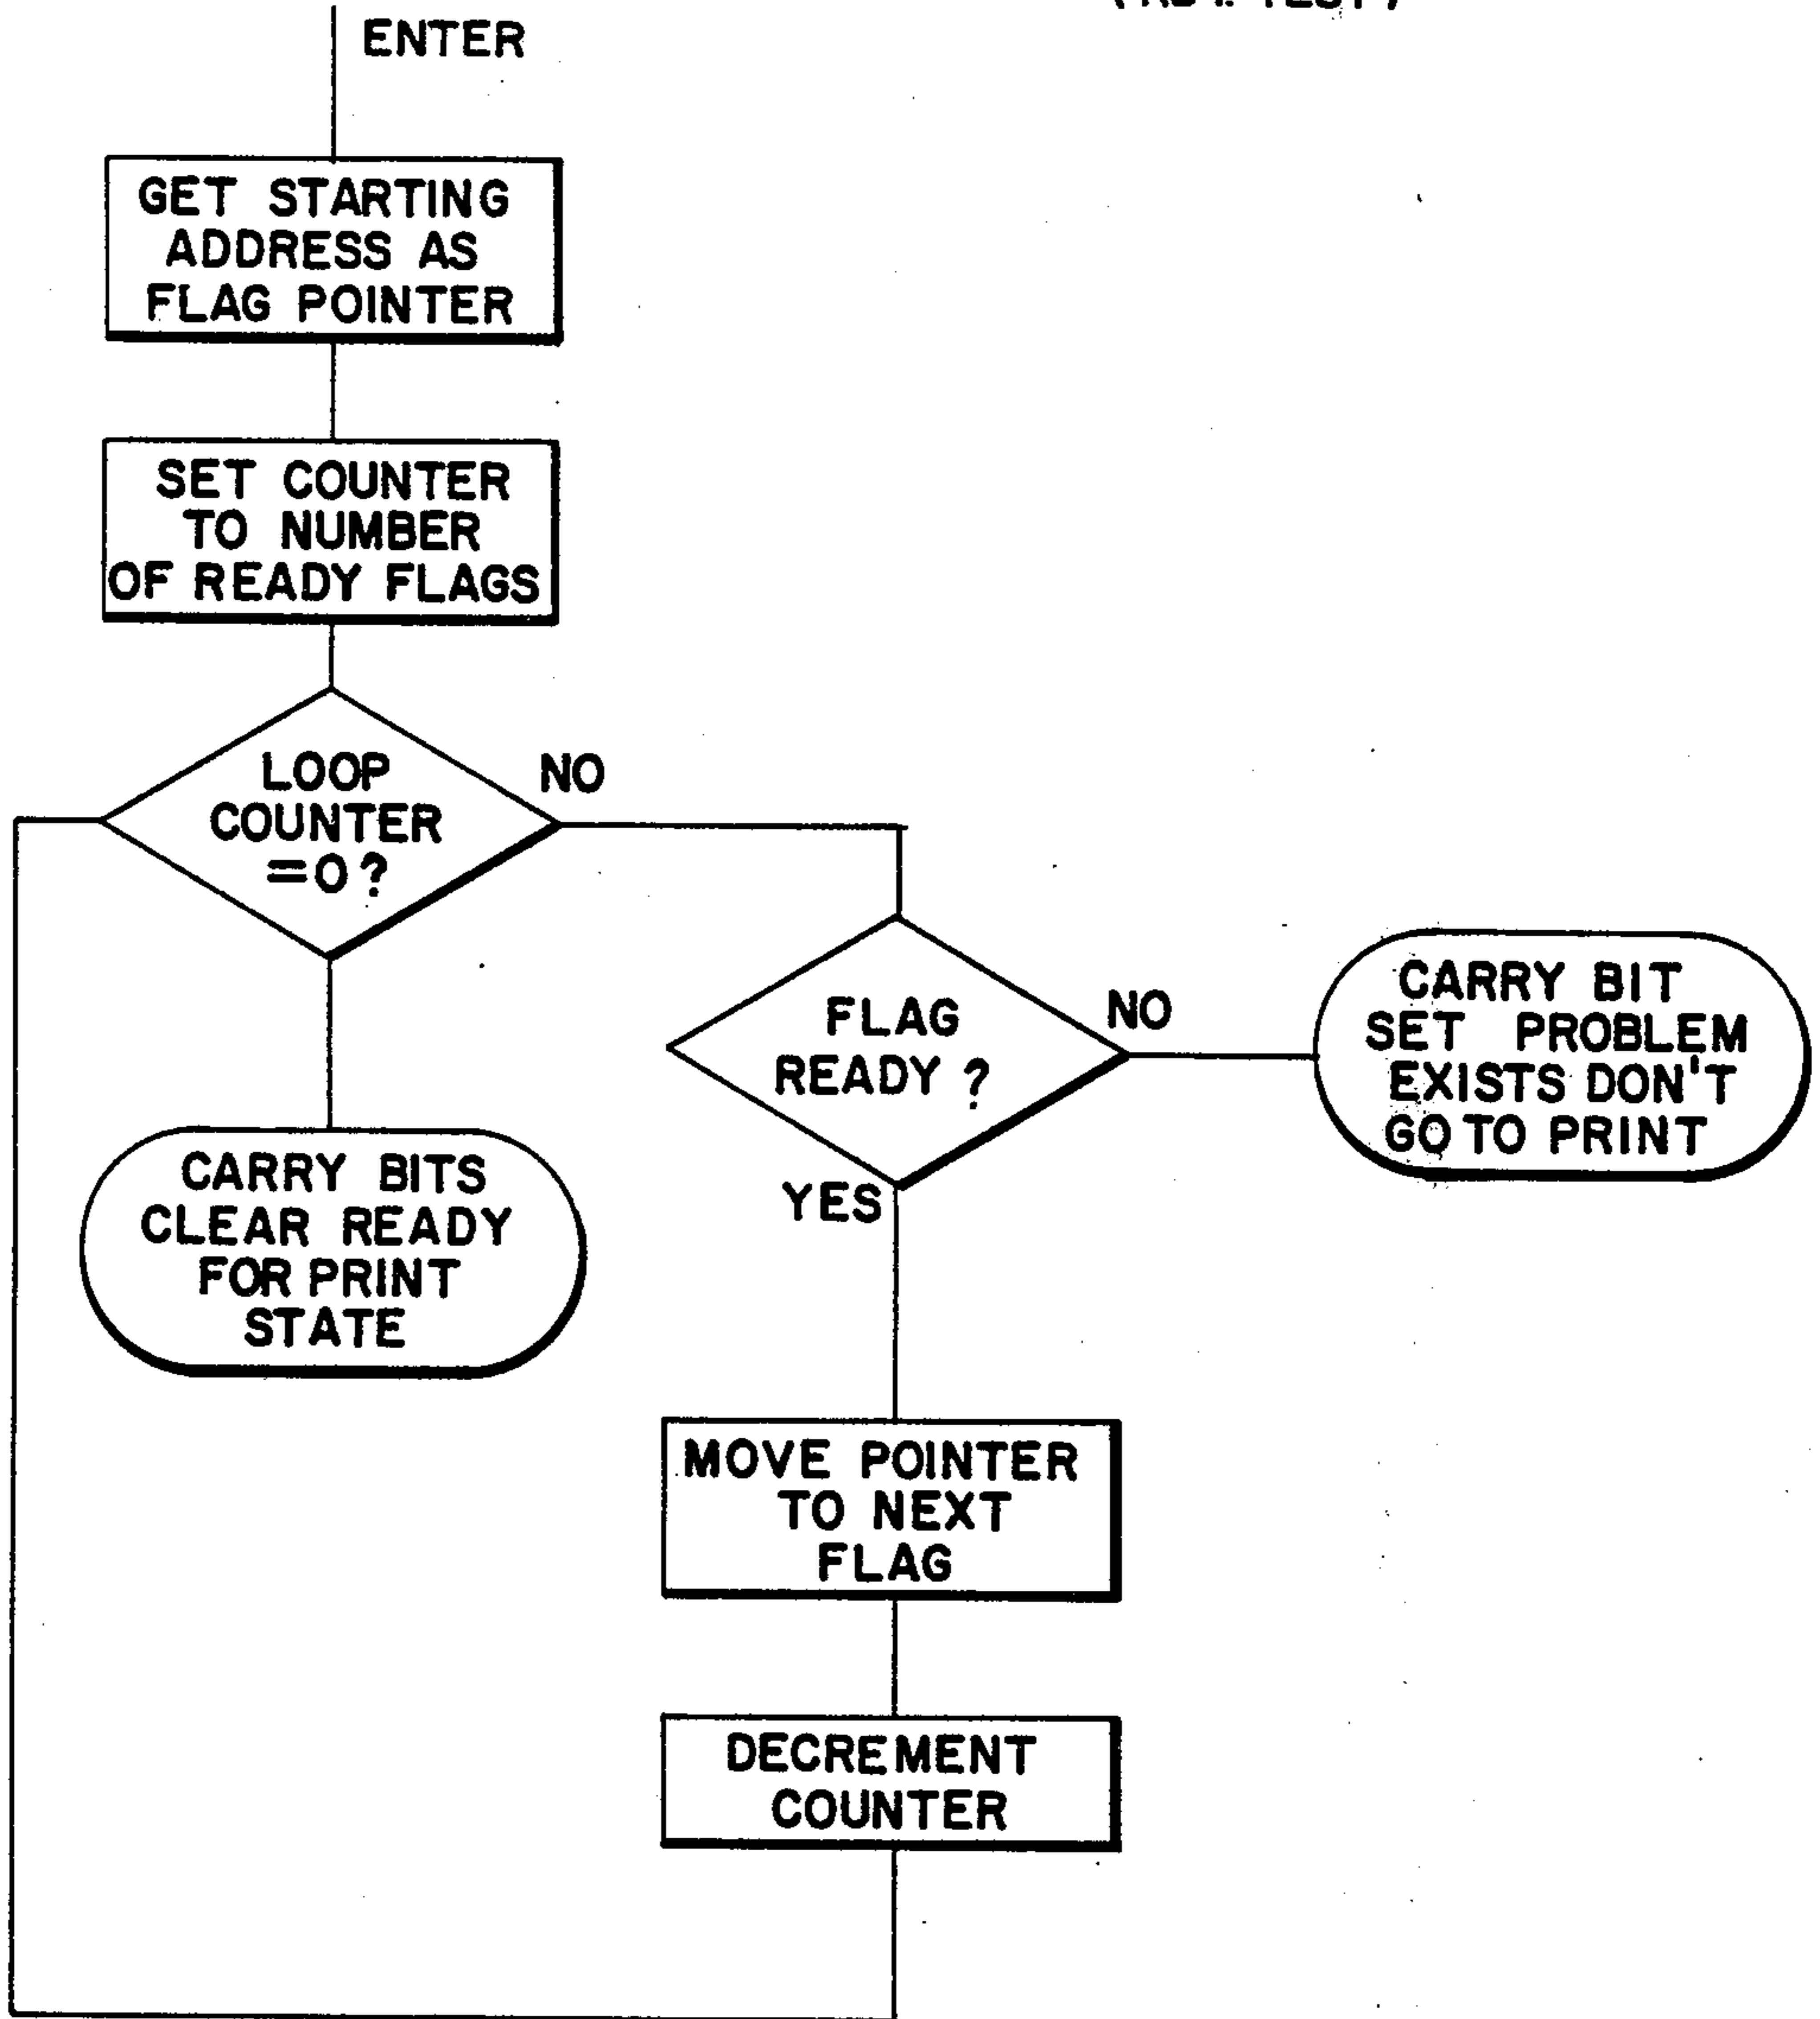 ENTER
GET STARTING
ADDRESS AS
FLAG POINTER
SET COUNTER
TO NUMBER
OF READY FLAGS
LOOP
COUNTER
=0?
NO
FLAG
READY ?
NO
YES
CARRY BIT
SET PROBLEM
EXISTS DON'T
GO TO PRINT
CARRY BITS
CLEAR READY
FOR PRINT
STATE
MOVE POINTER
TO NEXT
FLAG
DECREMENT
COUNTER